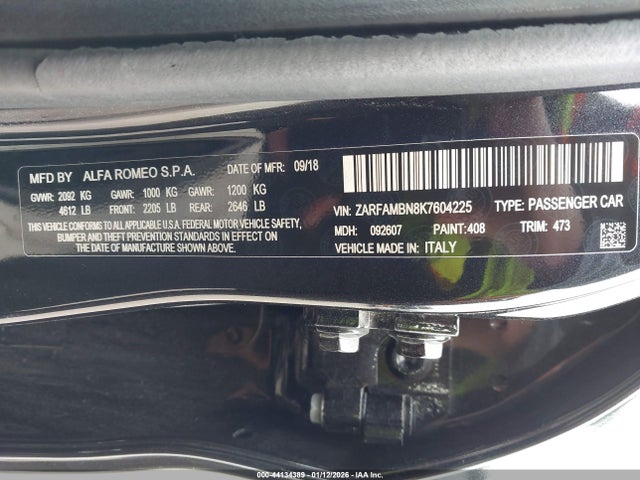 MFD BY ALFA ROMEO S.P.A. DATE OF MFR: 09/18
GVWR: 2092 KG GAWR: 1000 KG GAWR: 1200 KG
4612 LB FRONT: 2205 LB REAR: 2646 LB
THIS VEHICLE CONFORMS TO ALL APPLICABLE U.S.A. FEDERAL MOTOR VEHICLE SAFETY,
BUMPER AND THEFT PREVENTION STANDARDS IN EFFECT ON
THE DATE OF MANUFACTURE SHOWN ABOVE.
VIN: ZARFAMBN8K7604225 TYPE: PASSENGER CAR
MDH: 092607 PAINT: 408 TRIM: 473
VEHICLE MADE IN: ITALY
000-44134389 - 01/12/2026 - IAA Inc.